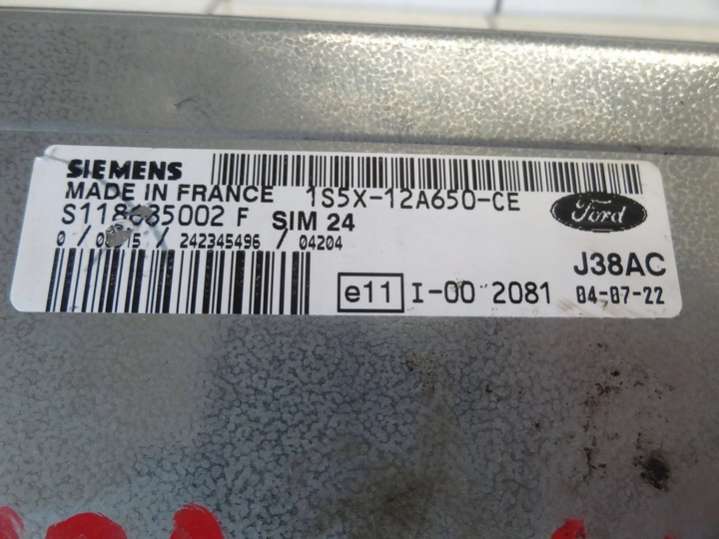 SIEMENS
MADE IN FRANCE 1S5X-12A650-CE
S118685002 F SIM 24
Ford
242345496 / 04204
J38AC
e11 I-00 2081 04-07-22